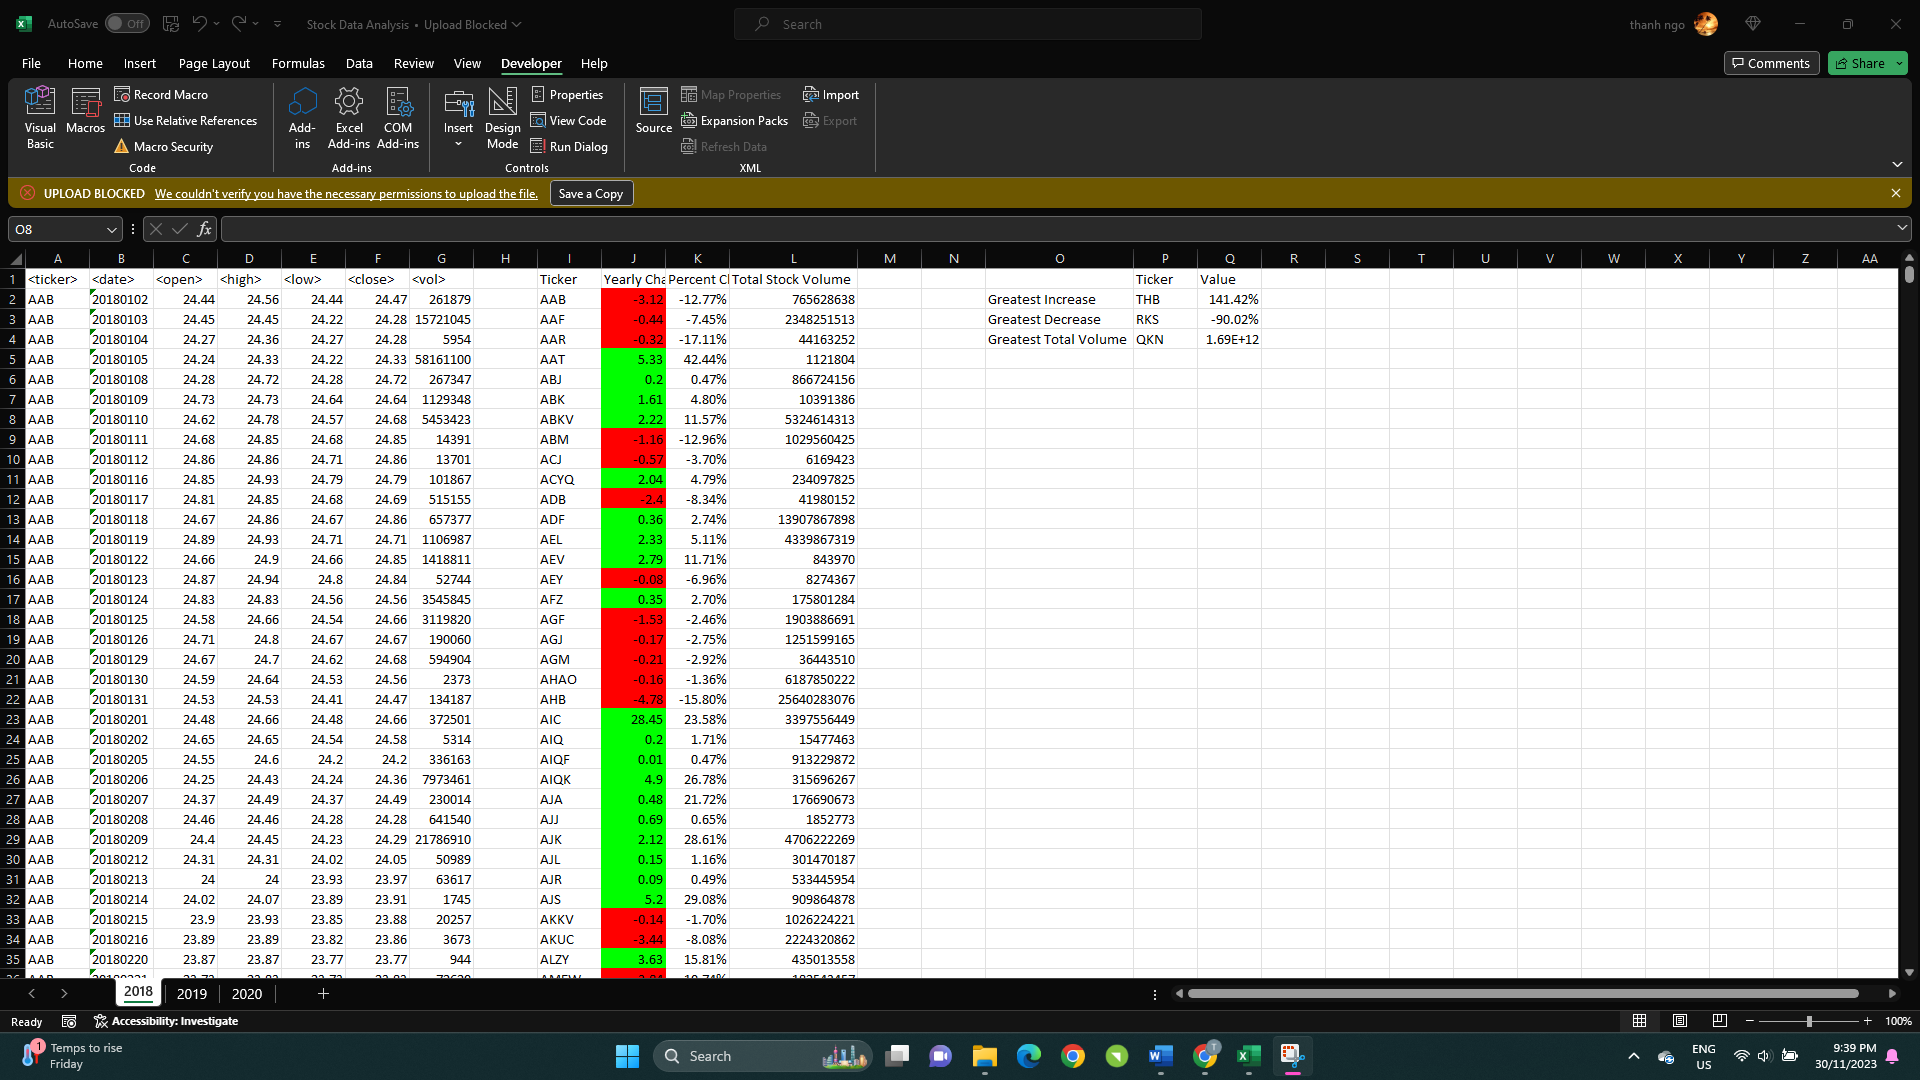 AutoSave Off Stock Data Analysis • Upload Blocked Search thanh ngo
File Home Insert Page Layout Formulas Data Review View Developer Help Comments Share
Visual Basic Macros Record Macro Use Relative References Macro Security Code
Add-ins Excel Add-ins COM Add-ins Add-ins
Insert Design Mode Properties View Code Run Dialog Controls
Source Map Properties Expansion Packs Refresh Data Import Export XML
UPLOAD BLOCKED We couldn't verify you have the necessary permissions to upload the file. Save a Copy
O8 fx
A B C D E F G H I J K L M N O P Q R S T U V W X Y Z AA
1 <ticker> <date> <open> <high> <low> <close> <vol> Ticker Yearly Cha Percent Cl Total Stock Volume Ticker Value
2 AAB 20180102 24.44 24.56 24.44 24.47 261879 AAB -3.12 -12.77% 765628638 Greatest Increase THB 141.42%
3 AAB 20180103 24.45 24.45 24.22 24.28 15721045 AAF -0.44 -7.45% 2348251513 Greatest Decrease RKS -90.02%
4 AAB 20180104 24.27 24.36 24.27 24.28 5954 AAR -0.32 -17.11% 44163252 Greatest Total Volume QKN 1.69E+12
5 AAB 20180105 24.24 24.33 24.22 24.33 58161100 AAT 5.33 42.44% 1121804
6 AAB 20180108 24.28 24.72 24.28 24.72 267347 ABJ 0.2 0.47% 866724156
7 AAB 20180109 24.73 24.73 24.64 24.64 1129348 ABK 1.61 4.80% 10391386
8 AAB 20180110 24.62 24.78 24.57 24.68 5453423 ABKV 2.22 11.57% 5324614313
9 AAB 20180111 24.68 24.85 24.68 24.85 14391 ABM -1.16 -12.96% 1029560425
10 AAB 20180112 24.86 24.86 24.71 24.86 13701 ACJ -0.57 -3.70% 6169423
11 AAB 20180116 24.85 24.93 24.79 24.79 101867 ACYQ 2.04 4.79% 234097825
12 AAB 20180117 24.81 24.85 24.68 24.69 515155 ADB -2.4 -8.34% 41980152
13 AAB 20180118 24.67 24.86 24.67 24.86 657377 ADF 0.36 2.74% 13907867898
14 AAB 20180119 24.89 24.93 24.71 24.71 1106987 AEL 2.33 5.11% 4339867319
15 AAB 20180122 24.66 24.9 24.66 24.85 1418811 AEV 2.79 11.71% 843970
16 AAB 20180123 24.87 24.94 24.8 24.84 52744 AEY -0.08 -6.96% 8274367
17 AAB 20180124 24.83 24.83 24.56 24.56 3545845 AFZ 0.35 2.70% 175801284
18 AAB 20180125 24.58 24.66 24.54 24.66 3119820 AGF -1.53 -2.46% 1903886691
19 AAB 20180126 24.71 24.8 24.67 24.67 190060 AGJ -0.17 -2.75% 1251599165
20 AAB 20180129 24.67 24.7 24.62 24.68 594904 AGM -0.21 -2.92% 36443510
21 AAB 20180130 24.59 24.64 24.53 24.56 2373 AHAO -0.16 -1.36% 6187850222
22 AAB 20180131 24.53 24.53 24.41 24.47 134187 AHB -4.78 -15.80% 25640283076
23 AAB 20180201 24.48 24.66 24.48 24.66 372501 AIC 28.45 23.58% 3397556449
24 AAB 20180202 24.65 24.65 24.54 24.58 5314 AIQ 0.2 1.71% 15477463
25 AAB 20180205 24.55 24.6 24.2 24.2 336163 AIQF 0.01 0.47% 913229872
26 AAB 20180206 24.25 24.43 24.24 24.36 7973461 AIQK 4.9 26.78% 315696267
27 AAB 20180207 24.37 24.49 24.37 24.49 230014 AJA 0.48 21.72% 176690673
28 AAB 20180208 24.46 24.46 24.28 24.28 641540 AJJ 0.69 0.65% 1852773
29 AAB 20180209 24.4 24.45 24.23 24.29 21786910 AJK 2.12 28.61% 4706222269
30 AAB 20180212 24.31 24.31 24.02 24.05 50989 AJL 0.15 1.16% 301470187
31 AAB 20180213 24 24 23.93 23.97 63617 AJR 0.09 0.49% 533445954
32 AAB 20180214 24.02 24.07 23.89 23.91 1745 AJS 5.2 29.08% 909864878
33 AAB 20180215 23.9 23.93 23.85 23.88 20257 AKKV -0.14 -1.70% 1026224221
34 AAB 20180216 23.89 23.89 23.82 23.86 3673 AKUC -3.44 -8.08% 2224320862
35 AAB 20180220 23.87 23.87 23.77 23.77 944 ALZY 3.63 15.81% 435013558
2018 2019 2020
Ready Accessibility: Investigate 100%
1 Temps to rise Friday Search T ENG US 9:39 PM 30/11/2023